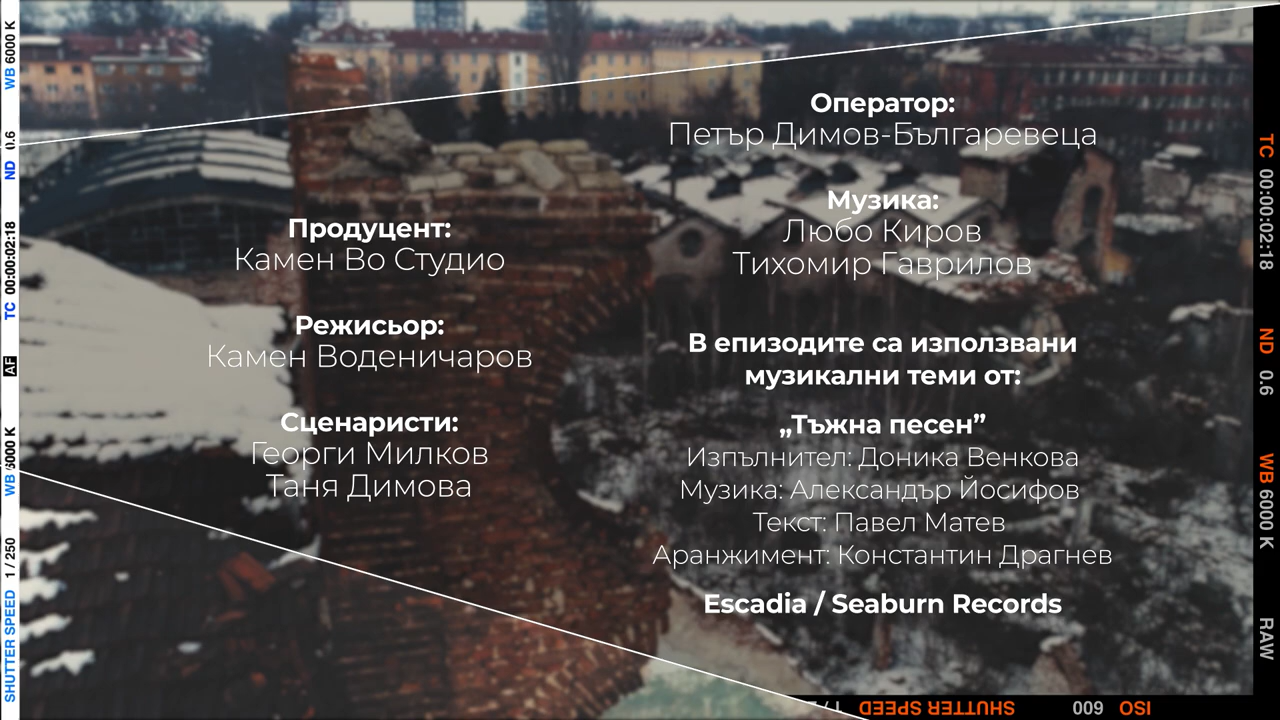 Продуцент:
Камен Во Студио
Режисьор:
Камен Воденичаров
Сценаристи:
Георги Милков
Таня Димова
Оператор:
Петър Димов-Българевеца
Музика:
Любо Киров
Тихомир Гаврилов
В епизодите са използвани
музикални теми от:
„Тъжна песен”
Изпълнител: Доника Венкова
Музика: Александър Йосифов
Текст: Павел Матев
Аранжимент: Константин Драгнев
Escadia / Seaburn Records
WB 6000 K
ND 0.6
TC 00:00:02:18
AF
WB 6000 K
SHUTTER SPEED 1 / 250
TC 00:00:02:18
ND 0.6
WB 6000 K
RAW
ISO 600 SHUTTER SPEED